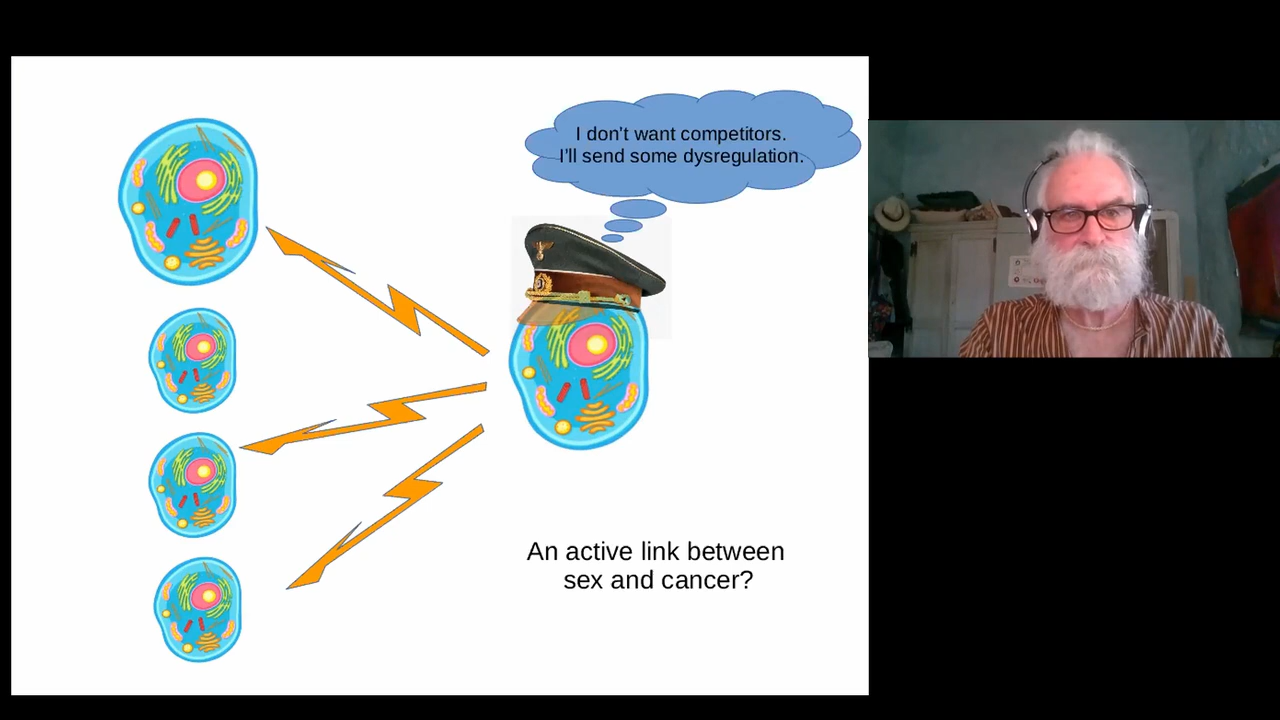 I don't want competitors.
I'll send some dysregulation.
An active link between
sex and cancer?